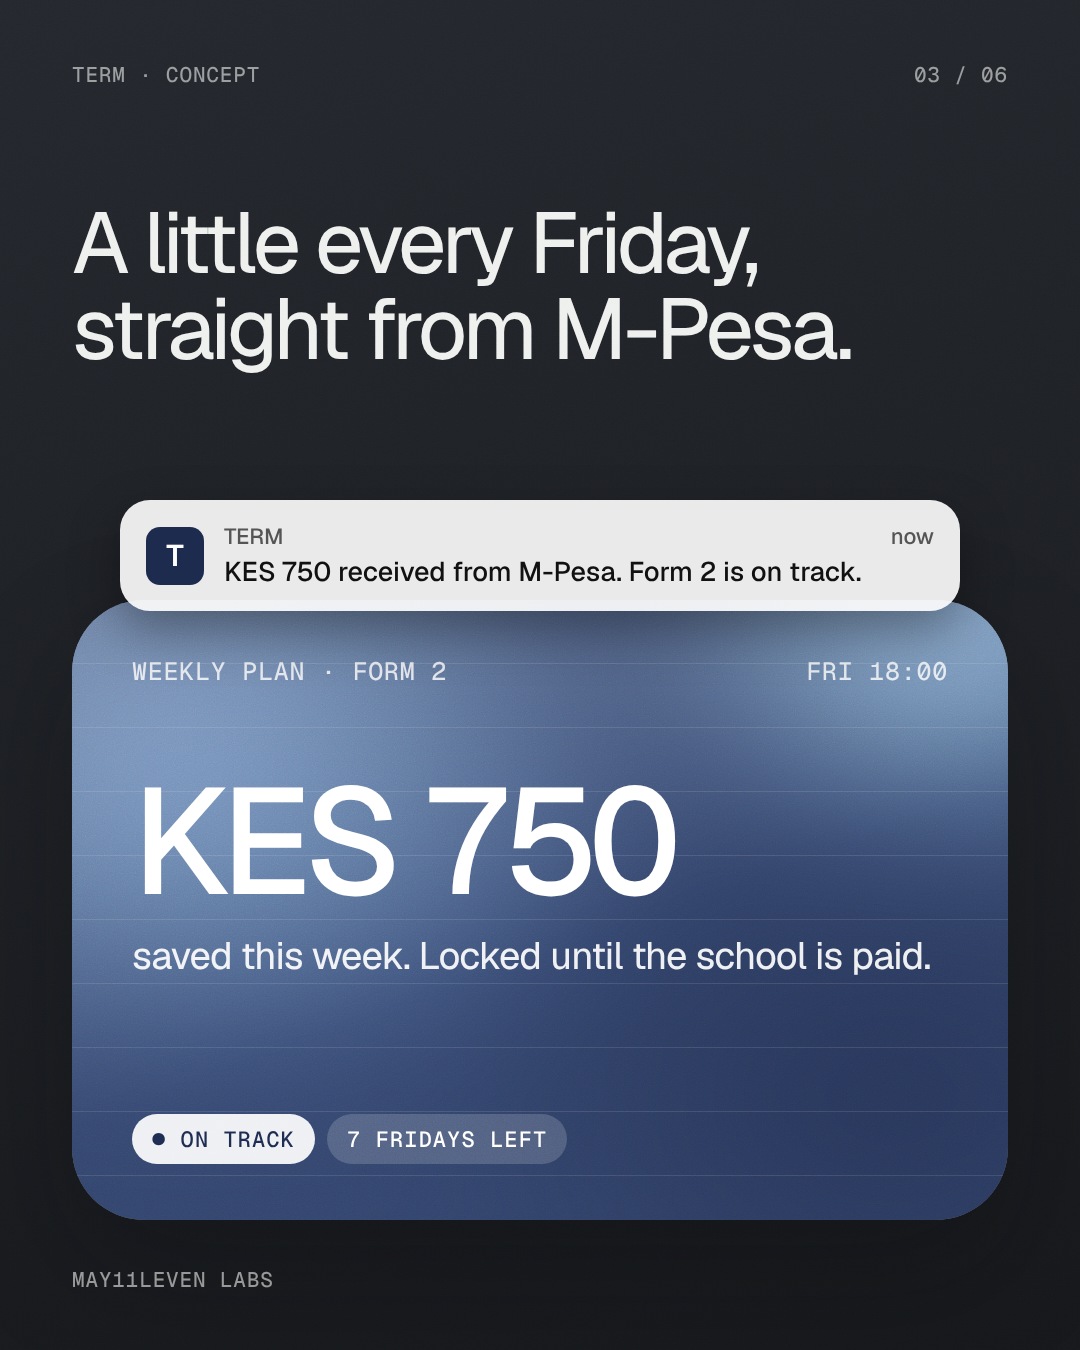 TERM · CONCEPT
03 / 06
A little every Friday,
straight from M-Pesa.
T
TERM
now
KES 750 received from M-Pesa. Form 2 is on track.
WEEKLY PLAN · FORM 2
FRI 18:00
KES 750
saved this week. Locked until the school is paid.
ON TRACK
7 FRIDAYS LEFT
MAY11LEVEN LABS